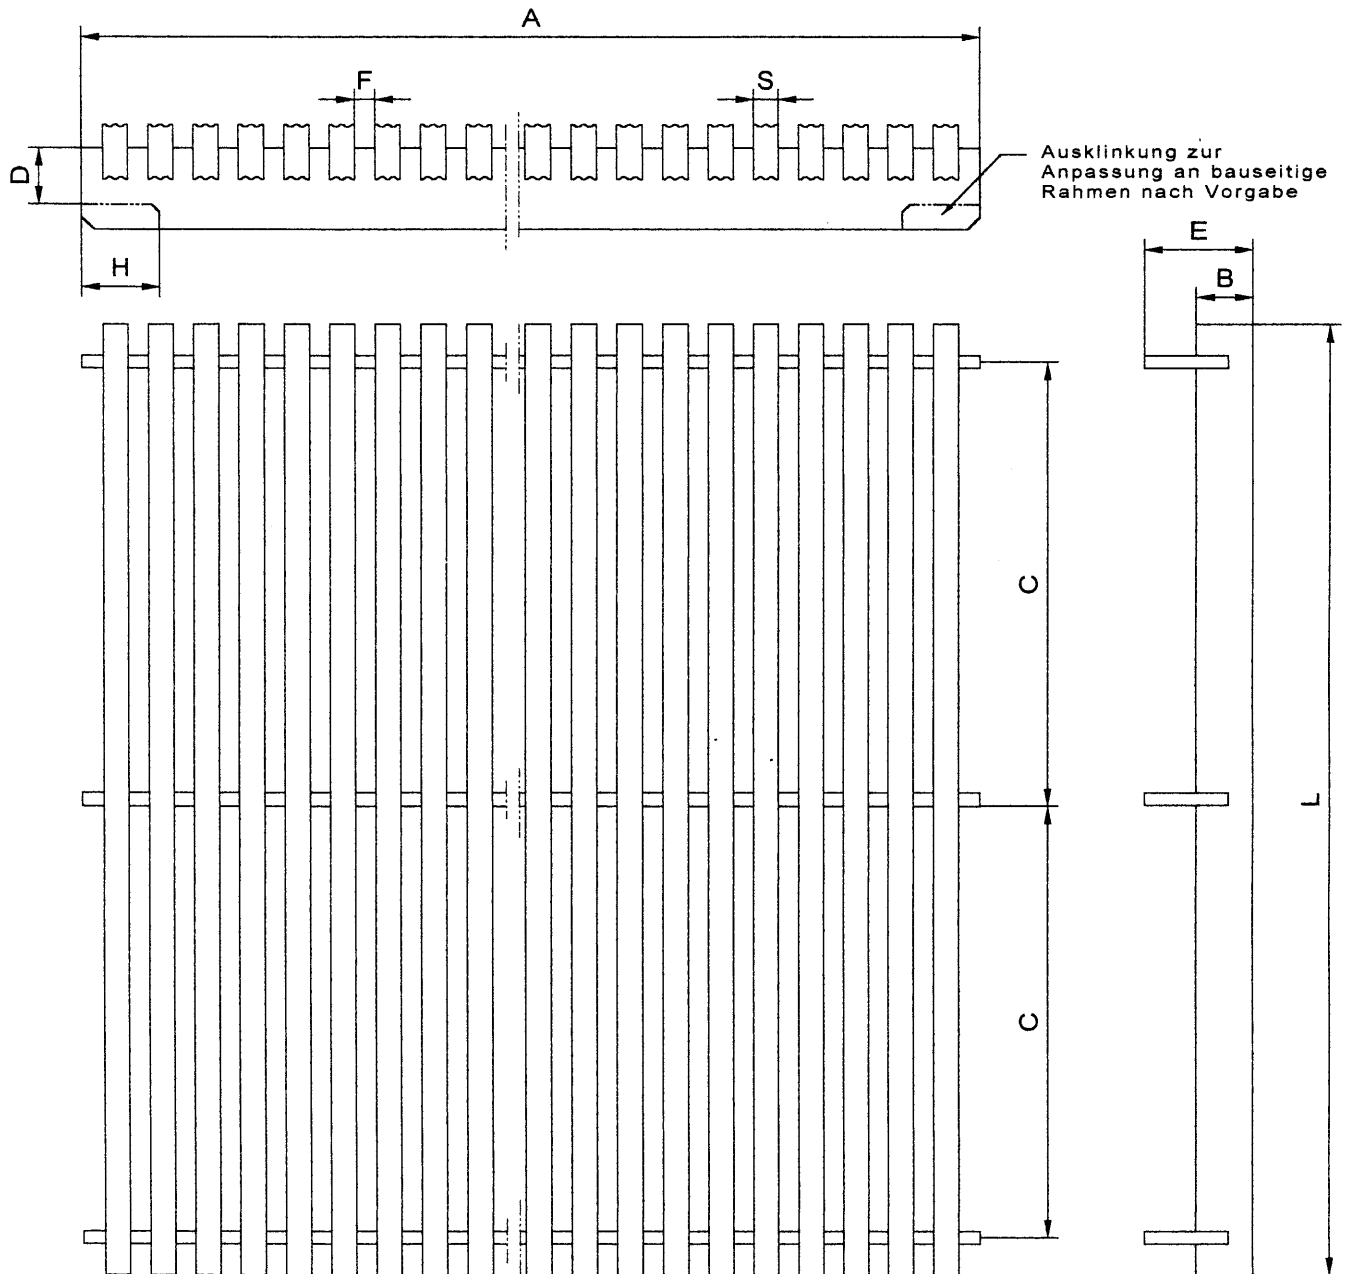 A
F
S
D
Ausklinkung zur
Anpassung an bauseitige
Rahmen nach Vorgabe
H
E
B
C
L
C